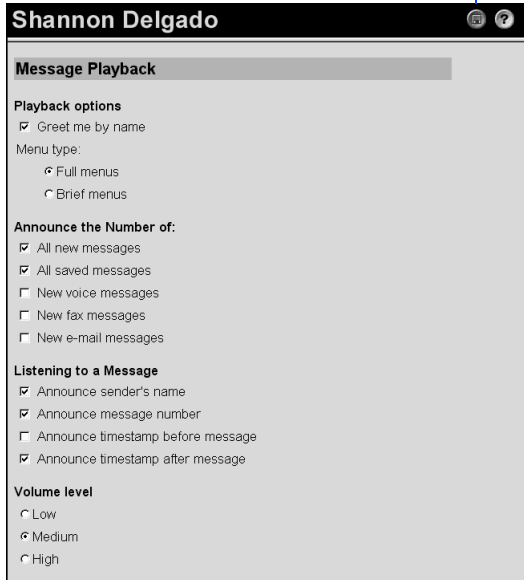 Shannon Delgado
?
Message Playback
Playback options
Greet me by name
Menu type:
Full menus
Brief menus
Announce the Number of:
All new messages
All saved messages
New voice messages
New fax messages
New e-mail messages
Listening to a Message
Announce sender's name
Announce message number
Announce timestamp before message
Announce timestamp after message
Volume level
Low
Medium
High